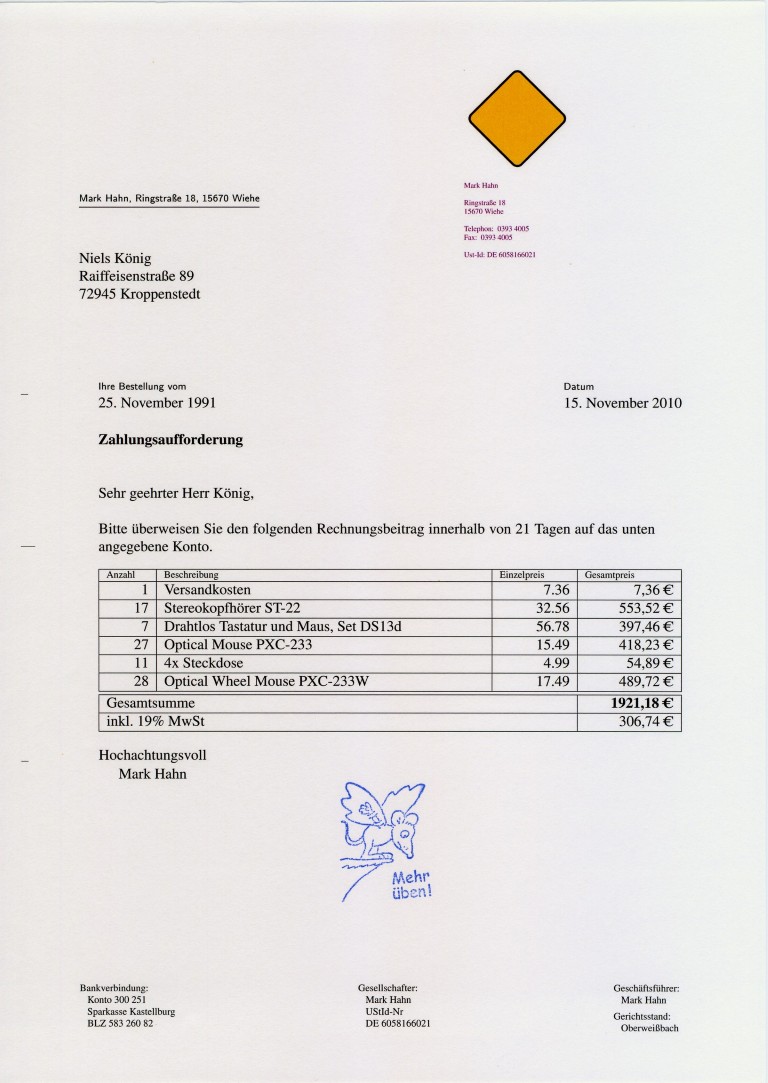 Mark Hahn
Ringstraße 18
15670 Wiehe
Telephon: 0393 4005
Fax: 0393 4005
Ust-Id: DE 6058166021
Mark Hahn, Ringstraße 18, 15670 Wiehe
Niels König
Raiffeisenstraße 89
72945 Kroppenstedt
Ihre Bestellung vom
25. November 1991
Datum
15. November 2010
Zahlungsaufforderung
Sehr geehrter Herr König,
Bitte überweisen Sie den folgenden Rechnungsbeitrag innerhalb von 21 Tagen auf das unten
angegebene Konto.
Anzahl Beschreibung Einzelpreis Gesamtpreis
1 Versandkosten 7.36 7,36 €
17 Stereokopfhörer ST-22 32.56 553,52 €
7 Drahtlos Tastatur und Maus, Set DS13d 56.78 397,46 €
27 Optical Mouse PXC-233 15.49 418,23 €
11 4x Steckdose 4.99 54,89 €
28 Optical Wheel Mouse PXC-233W 17.49 489,72 €
Gesamtsumme 1921,18 €
inkl. 19% MwSt 306,74 €
Hochachtungsvoll
Mark Hahn
Mehr
üben!
Bankverbindung:
Konto 300 251
Sparkasse Kastellburg
BLZ 583 260 82
Gesellschafter:
Mark Hahn
UStId-Nr
DE 6058166021
Geschäftsführer:
Mark Hahn
Gerichtsstand:
Oberweißbach